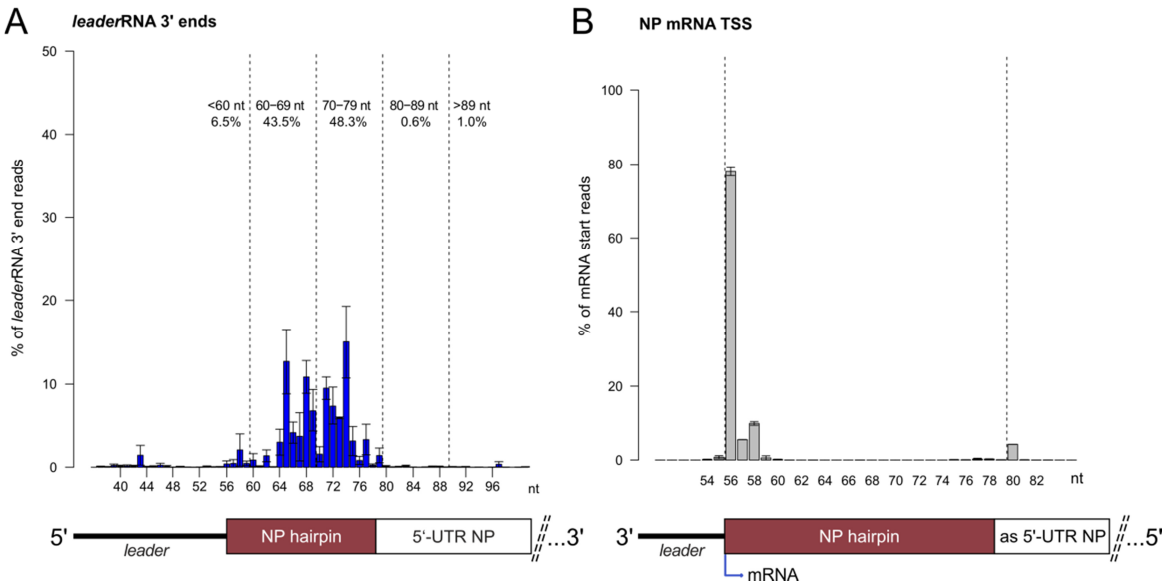 A
leaderRNA 3' ends
50
40
30
20
10
0
% of leaderRNA 3' end reads
<60 nt 60–69 nt 70–79 nt 80–89 nt >89 nt
6.5% 43.5% 48.3% 0.6% 1.0%
40 44 48 52 56 60 64 68 72 76 80 84 88 92 96 nt
5' leader NP hairpin 5'-UTR NP ...3'
B
NP mRNA TSS
100
80
60
40
20
0
% of mRNA start reads
54 56 58 60 62 64 66 68 70 72 74 76 78 80 82 nt
3' leader NP hairpin as 5'-UTR NP ...5'
mRNA